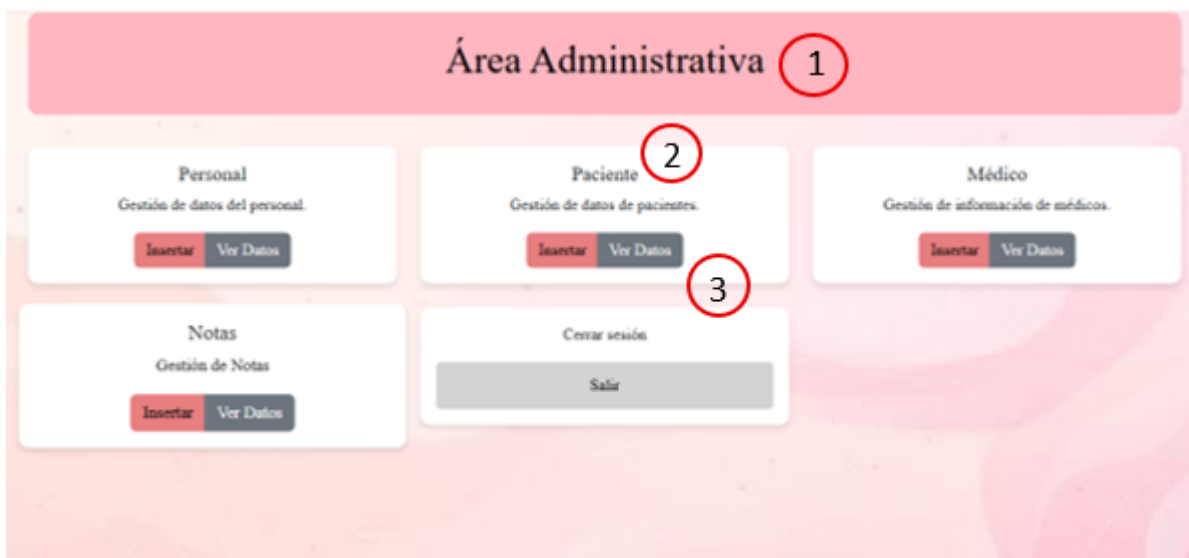 Área Administrativa 1
2
Personal
Gestión de datos del personal.
Insertar Ver Datos
Paciente
Gestión de datos de pacientes.
Insertar Ver Datos
Médico
Gestión de información de médicos.
Insertar Ver Datos
3
Notas
Gestión de Notas
Insertar Ver Datos
Cerrar sesión
Salir